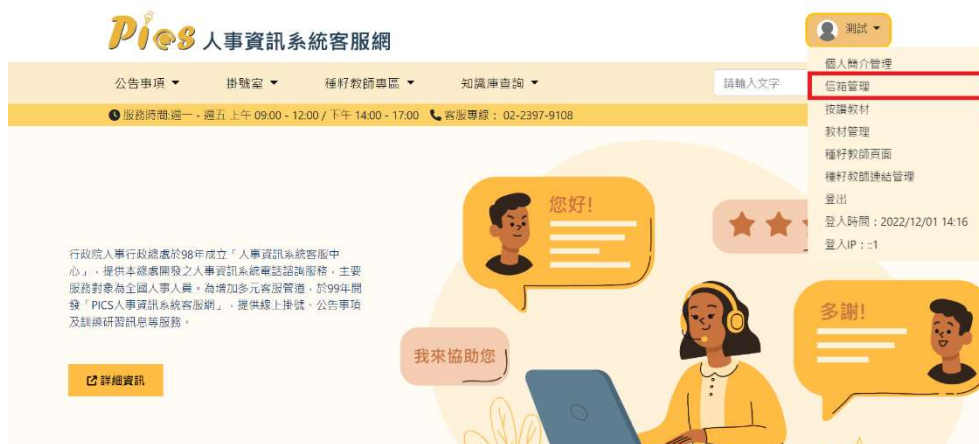 Pics 人事資訊系統客服網
測試
公告事項
掛號室
種籽教師專區
知識庫查詢
請輸入文字
服務時間:週一 - 週五 上午 09:00 - 12:00 / 下午 14:00 - 17:00 客服專線： 02-2397-9108
個人簡介管理
信箱管理
按讚教材
教材管理
種籽教師頁面
種籽教師連結管理
登出
登入時間：2022/12/01 14:16
登入IP：::1
您好!
行政院人事行政總處於98年成立「人事資訊系統客服中
心」，提供本總處開發之人事資訊系統電話諮詢服務，主要
服務對象為全國人事人員。為增加多元客服管道，於99年開
發「PICS人事資訊系統客服網」，提供線上掛號、公告事項
及訓練研習訊息等服務。
多謝!
我來協助您
詳細資訊